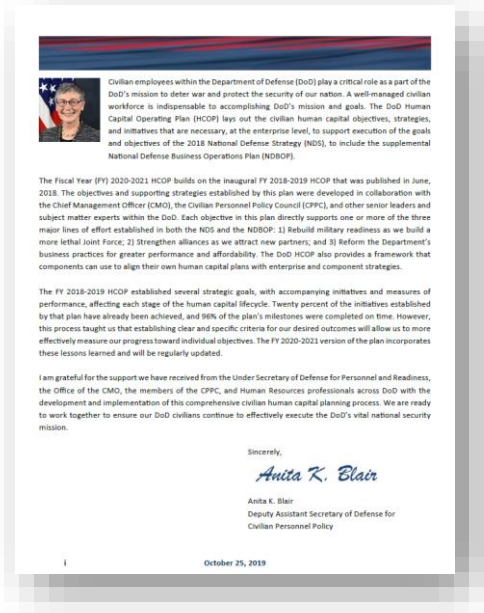 Civilian employees within the Department of Defense (DoD) play a critical role as a part of the
DoD's mission to deter war and protect the security of our nation. A well-managed civilian
workforce is indispensable to accomplishing DoD's mission and goals. The DoD Human
Capital Operating Plan (HCOP) lays out the civilian human capital objectives, strategies,
and initiatives that are necessary, at the enterprise level, to support execution of the goals
and objectives of the 2018 National Defense Strategy (NDS), to include the supplemental
National Defense Business Operations Plan (NDBOP).
The Fiscal Year (FY) 2020-2021 HCOP builds on the inaugural FY 2018-2019 HCOP that was published in June,
2018. The objectives and supporting strategies established by this plan were developed in collaboration with
the Chief Management Officer (CMO), the Civilian Personnel Policy Council (CPPC), and other senior leaders and
subject matter experts within the DoD. Each objective in this plan directly supports one or more of the three
major lines of effort established in both the NDS and the NDBOP: 1) Rebuild military readiness as we build a
more lethal Joint Force; 2) Strengthen alliances as we attract new partners; and 3) Reform the Department's
business practices for greater performance and affordability. The DoD HCOP also provides a framework that
components can use to align their own human capital plans with enterprise and component strategies.
The FY 2018-2019 HCOP established several strategic goals, with accompanying initiatives and measures of
performance, affecting each stage of the human capital lifecycle. Twenty percent of the initiatives established
by that plan have already been achieved, and 96% of the plan's milestones were completed on time. However,
this process taught us that establishing clear and specific criteria for our desired outcomes will allow us to more
effectively measure our progress toward individual objectives. The FY 2020-2021 version of the plan incorporates
these lessons learned and will be regularly updated.
I am grateful for the support we have received from the Under Secretary of Defense for Personnel and Readiness,
the Office of the CMO, the members of the CPPC, and Human Resources professionals across DoD with the
development and implementation of this comprehensive civilian human capital planning process. We are ready
to work together to ensure our DoD civilians continue to effectively execute the DoD's vital national security
mission.
Sincerely,
Anita K. Blair
Anita K. Blair
Deputy Assistant Secretary of Defense for
Civilian Personnel Policy
i October 25, 2019